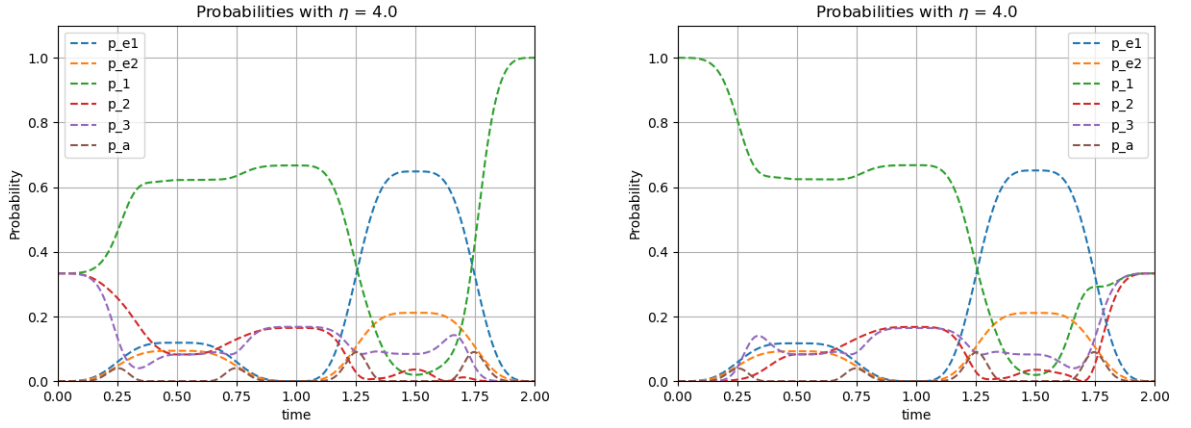 Probabilities with η = 4.0
p_e1
p_e2
p_1
p_2
p_3
p_a
Probability
1.0
0.8
0.6
0.4
0.2
0.0
0.00 0.25 0.50 0.75 1.00 1.25 1.50 1.75 2.00
time
Probabilities with η = 4.0
p_e1
p_e2
p_1
p_2
p_3
p_a
Probability
1.0
0.8
0.6
0.4
0.2
0.0
0.00 0.25 0.50 0.75 1.00 1.25 1.50 1.75 2.00
time